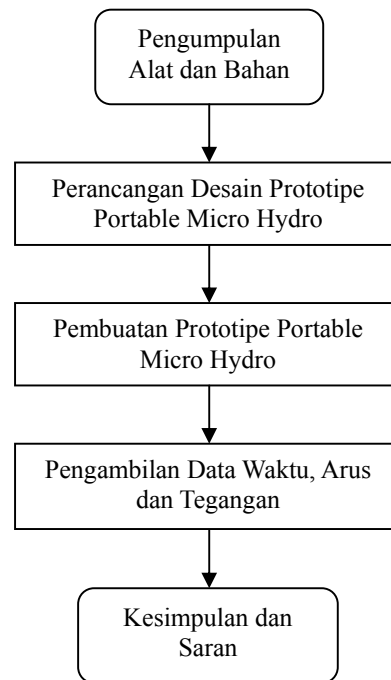 Pengumpulan
Alat dan Bahan
Perancangan Desain Prototipe
Portable Micro Hydro
Pembuatan Prototipe Portable
Micro Hydro
Pengambilan Data Waktu, Arus
dan Tegangan
Kesimpulan dan
Saran